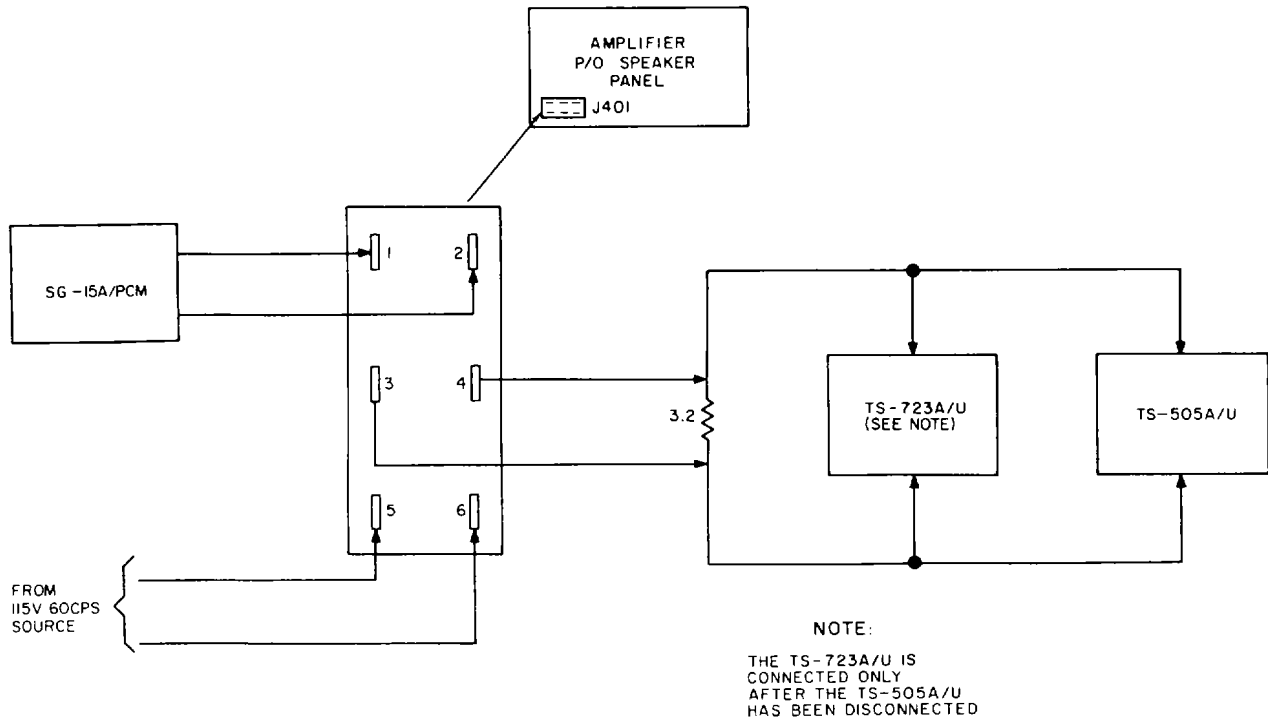 AMPLIFIER
P/O SPEAKER
PANEL
J401
SG-15A/PCM
1
2
3
4
5
6
3.2
TS-723A/U
(SEE NOTE)
TS-505A/U
FROM
115V 60CPS
SOURCE
NOTE:
THE TS-723A/U IS
CONNECTED ONLY
AFTER THE TS-505A/U
HAS BEEN DISCONNECTED